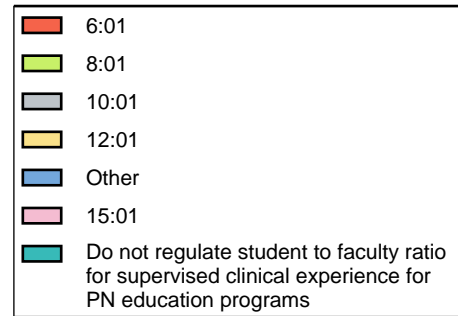 6:01
8:01
10:01
12:01
Other
15:01
Do not regulate student to faculty ratio
for supervised clinical experience for
PN education programs